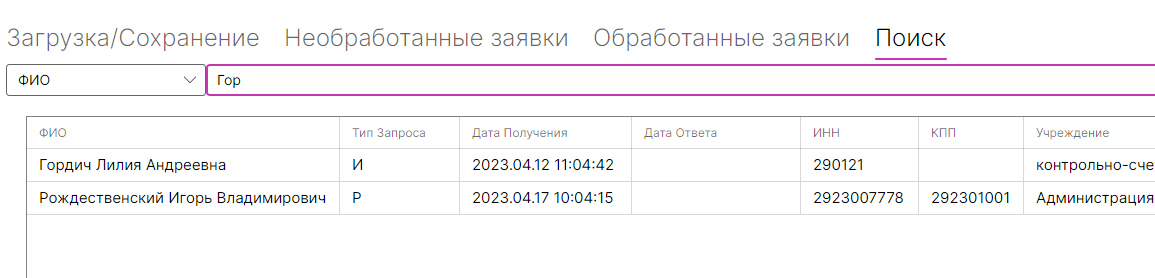 Загрузка/Сохранение Необработанные заявки Обработанные заявки Поиск
ФИО Гор
ФИО Тип Запроса Дата Получения Дата Ответа ИНН КПП Учреждение
Гордич Лилия Андреевна И 2023.04.12 11:04:42 290121 контрольно-сче
Рождественский Игорь Владимирович Р 2023.04.17 10:04:15 2923007778 292301001 Администрация